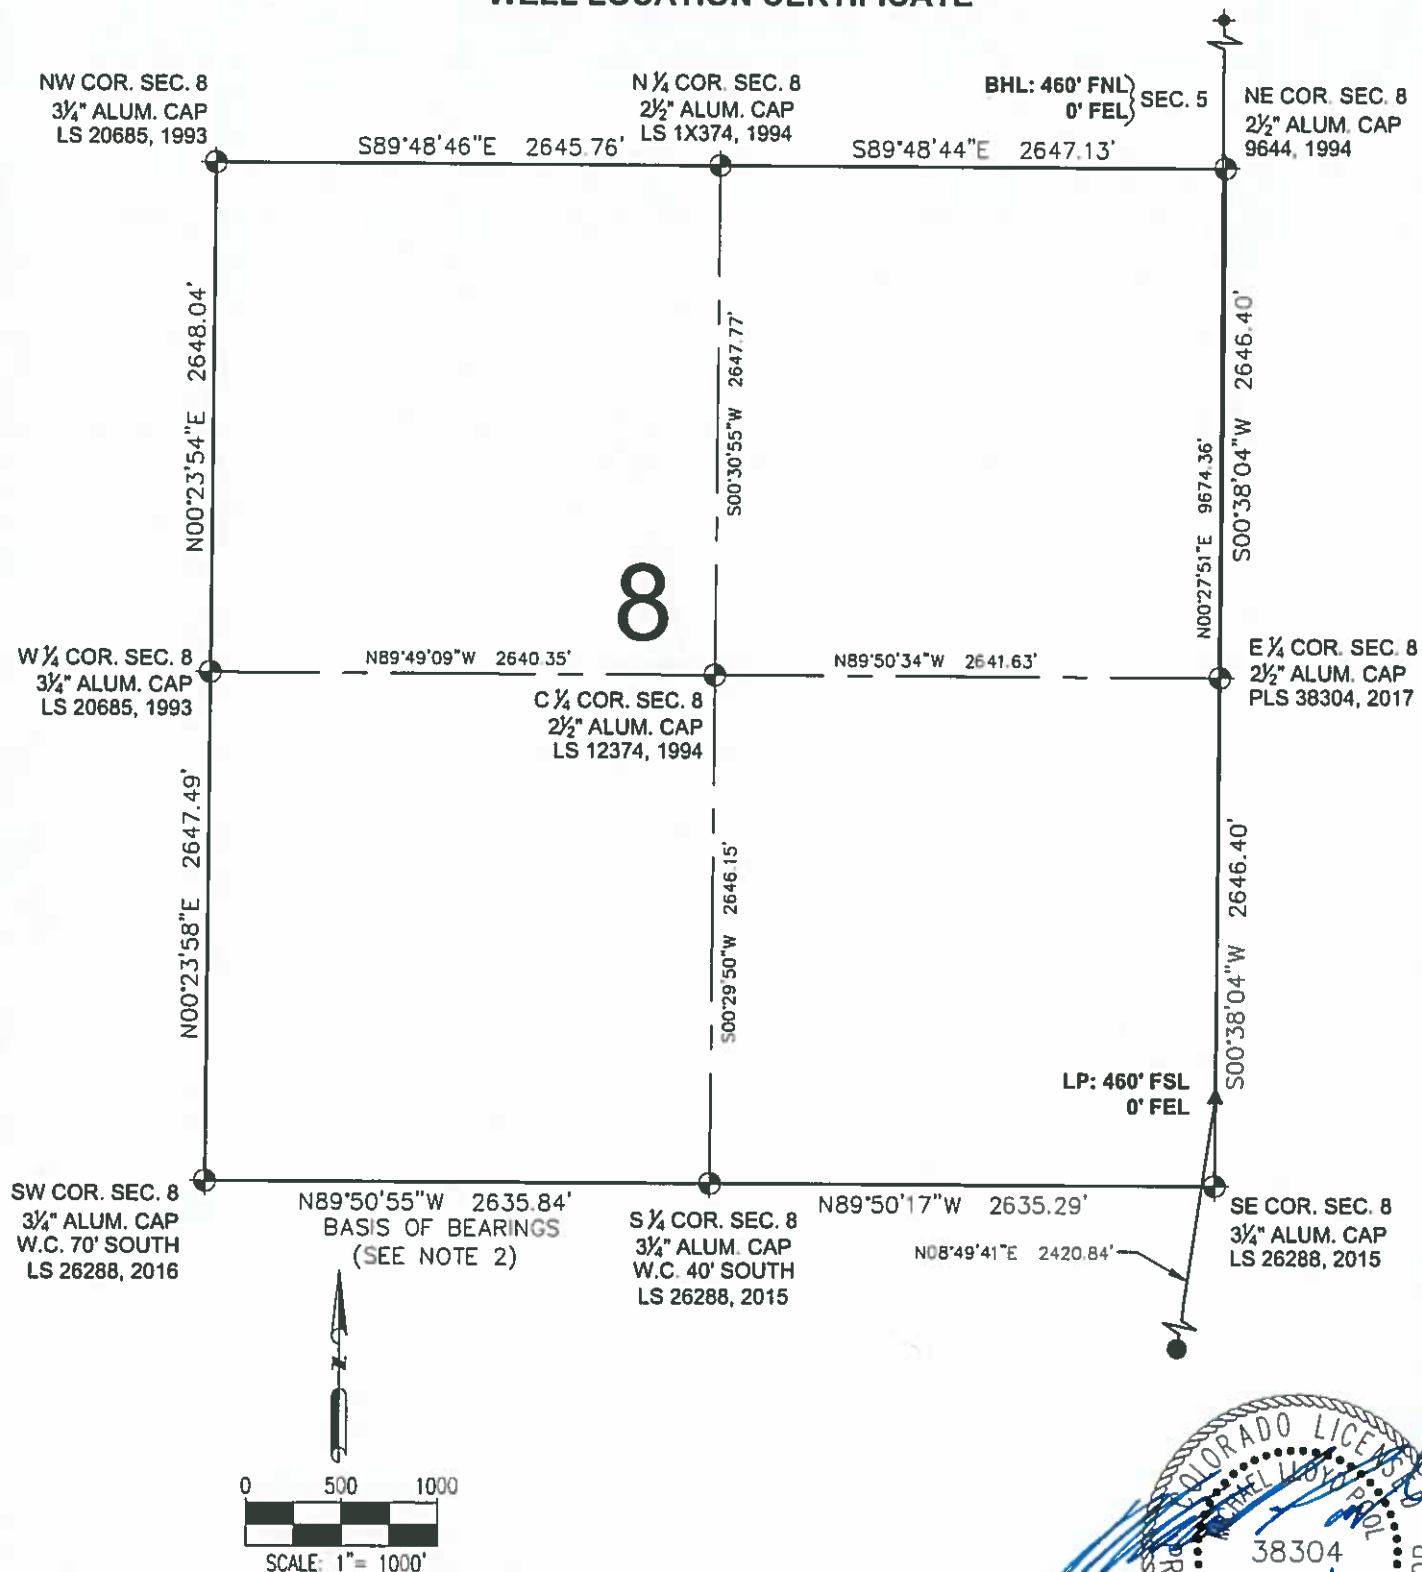 WELL LOCATION CERTIFICATE
NW COR. SEC. 8
3¼" ALUM. CAP
LS 20685, 1993
N ¼ COR. SEC. 8
2½" ALUM. CAP
LS 1X374, 1994
BHL: 460' FNL
0' FEL
SEC. 5
NE COR. SEC. 8
2½" ALUM. CAP
9644, 1994
S89°48'46"E 2645.76'
S89°48'44"E 2647.13'
N00°23'54"E 2648.04'
S00°30'55"W 2647.77'
N00°27'51"E 9674.36'
S00°38'04"W 2646.40'
8
W ¼ COR. SEC. 8
3¼" ALUM. CAP
LS 20685, 1993
N89°49'09"W 2640.35'
C ¼ COR. SEC. 8
2½" ALUM. CAP
LS 12374, 1994
N89°50'34"W 2641.63'
E ¼ COR. SEC. 8
2½" ALUM. CAP
PLS 38304, 2017
N00°23'58"E 2647.49'
S00°29'50"W 2646.15'
S00°38'04"W 2646.40'
LP: 460' FSL
0' FEL
SW COR. SEC. 8
3¼" ALUM. CAP
W.C. 70' SOUTH
LS 26288, 2016
N89°50'55"W 2635.84'
BASIS OF BEARINGS
(SEE NOTE 2)
S ¼ COR. SEC. 8
3¼" ALUM. CAP
W.C. 40' SOUTH
LS 26288, 2015
N89°50'17"W 2635.29'
N08°49'41"E 2420.84'
SE COR. SEC. 8
3¼" ALUM. CAP
LS 26288, 2015
N
0 500 1000
SCALE: 1"= 1000'
COLORADO LICENSED
MICHAEL LLOYD POOL
38304